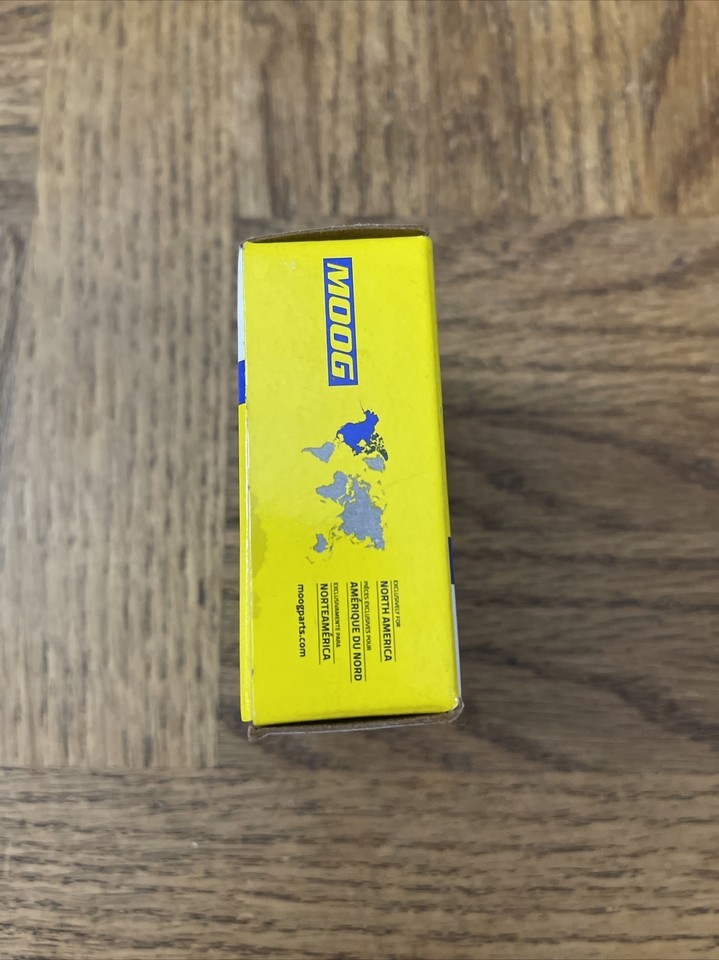 MOOG
EXCLUSIVELY FOR
NORTH AMERICA
PIÈCES EXCLUSIVES POUR
AMÉRIQUE DU NORD
EXCLUSIVAMENTE PARA
NORTEAMÉRICA
moogparts.com